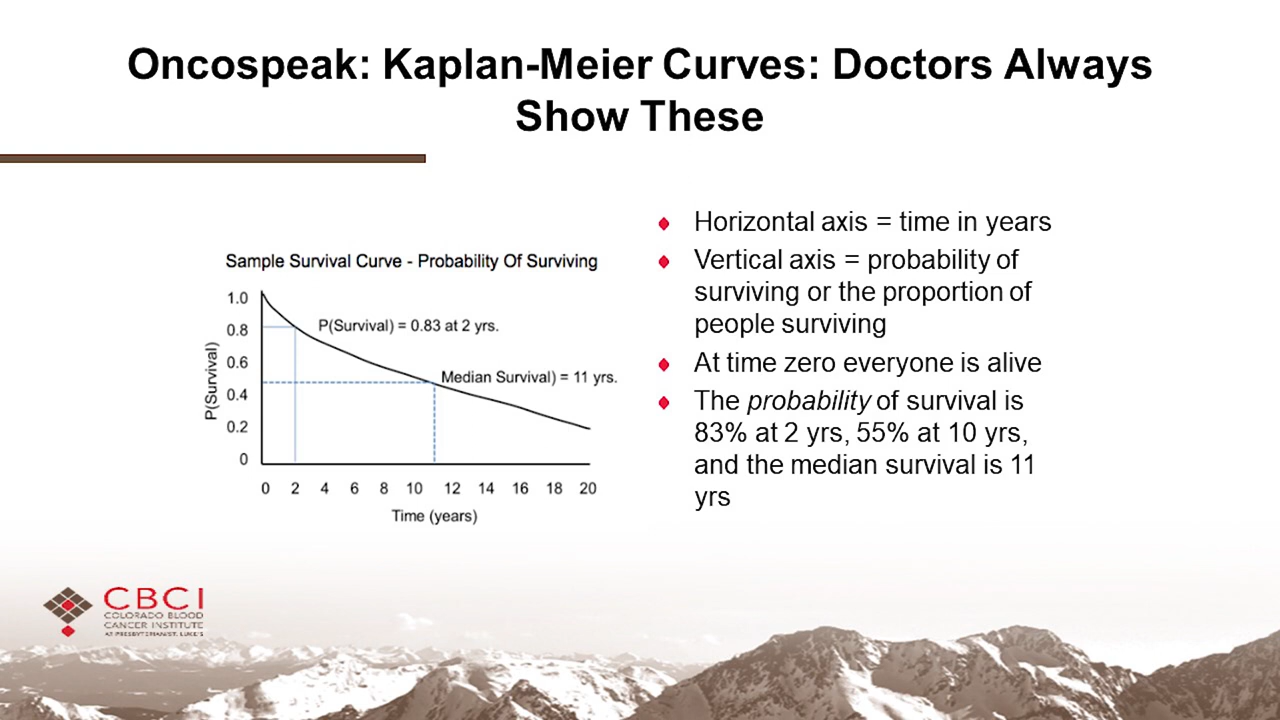 Oncospeak: Kaplan-Meier Curves: Doctors Always
Show These
Sample Survival Curve - Probability Of Surviving
P(Survival)
1.0
0.8
0.6
0.4
0.2
0
P(Survival) = 0.83 at 2 yrs.
Median Survival) = 11 yrs.
0 2 4 6 8 10 12 14 16 18 20
Time (years)
Horizontal axis = time in years
Vertical axis = probability of
surviving or the proportion of
people surviving
At time zero everyone is alive
The probability of survival is
83% at 2 yrs, 55% at 10 yrs,
and the median survival is 11
yrs
CBCI
COLORADO BLOOD
CANCER INSTITUTE
AT PRESBYTERIAN/ST. LUKE'S